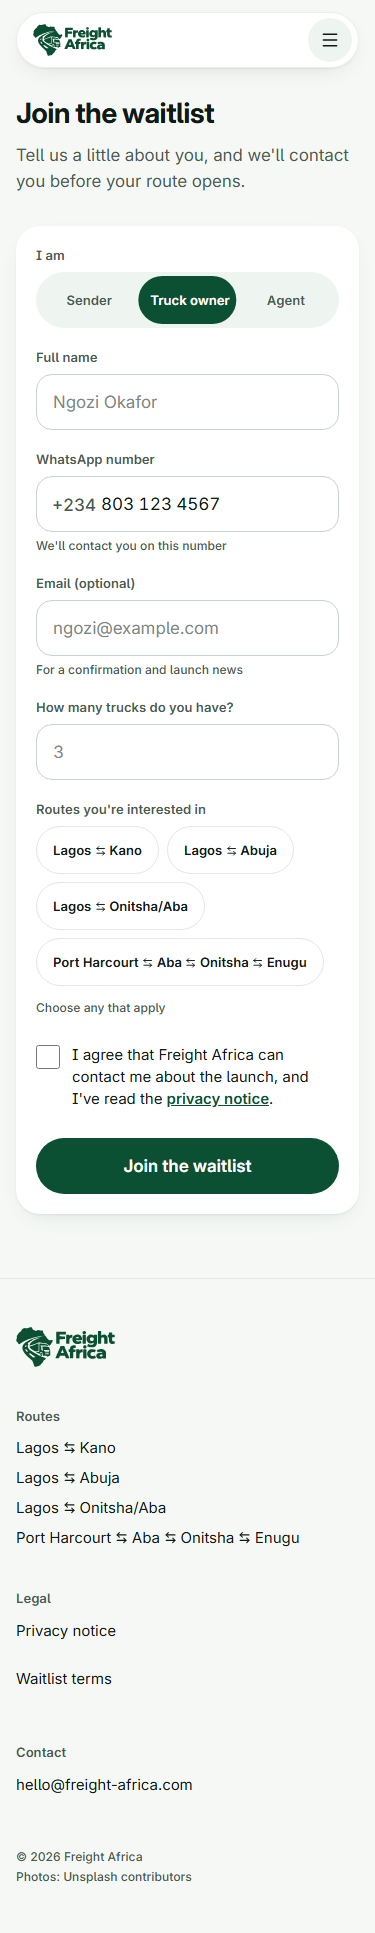 Freight
Africa
Join the waitlist
Tell us a little about you, and we'll contact
you before your route opens.
I am
Sender
Truck owner
Agent
Full name
Ngozi Okafor
WhatsApp number
+234 803 123 4567
We'll contact you on this number
Email (optional)
ngozi@example.com
For a confirmation and launch news
How many trucks do you have?
3
Routes you're interested in
Lagos ⇆ Kano
Lagos ⇆ Abuja
Lagos ⇆ Onitsha/Aba
Port Harcourt ⇆ Aba ⇆ Onitsha ⇆ Enugu
Choose any that apply
I agree that Freight Africa can
contact me about the launch, and
I've read the privacy notice.
Join the waitlist
Freight
Africa
Routes
Lagos ⇆ Kano
Lagos ⇆ Abuja
Lagos ⇆ Onitsha/Aba
Port Harcourt ⇆ Aba ⇆ Onitsha ⇆ Enugu
Legal
Privacy notice
Waitlist terms
Contact
hello@freight-africa.com
© 2026 Freight Africa
Photos: Unsplash contributors